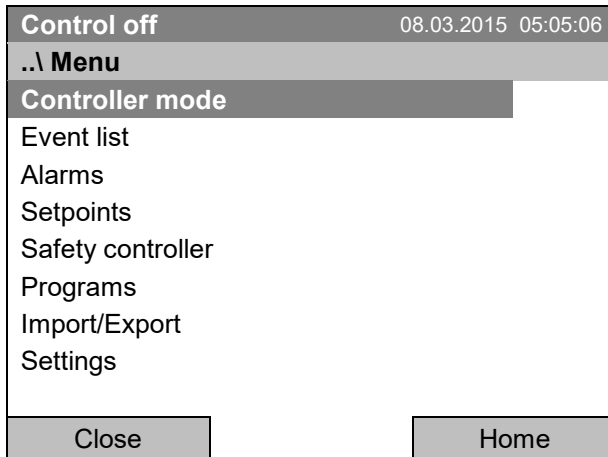 Control off 08.03.2015 05:05:06
..\ Menu
Controller mode
Event list
Alarms
Setpoints
Safety controller
Programs
Import/Export
Settings
Close Home